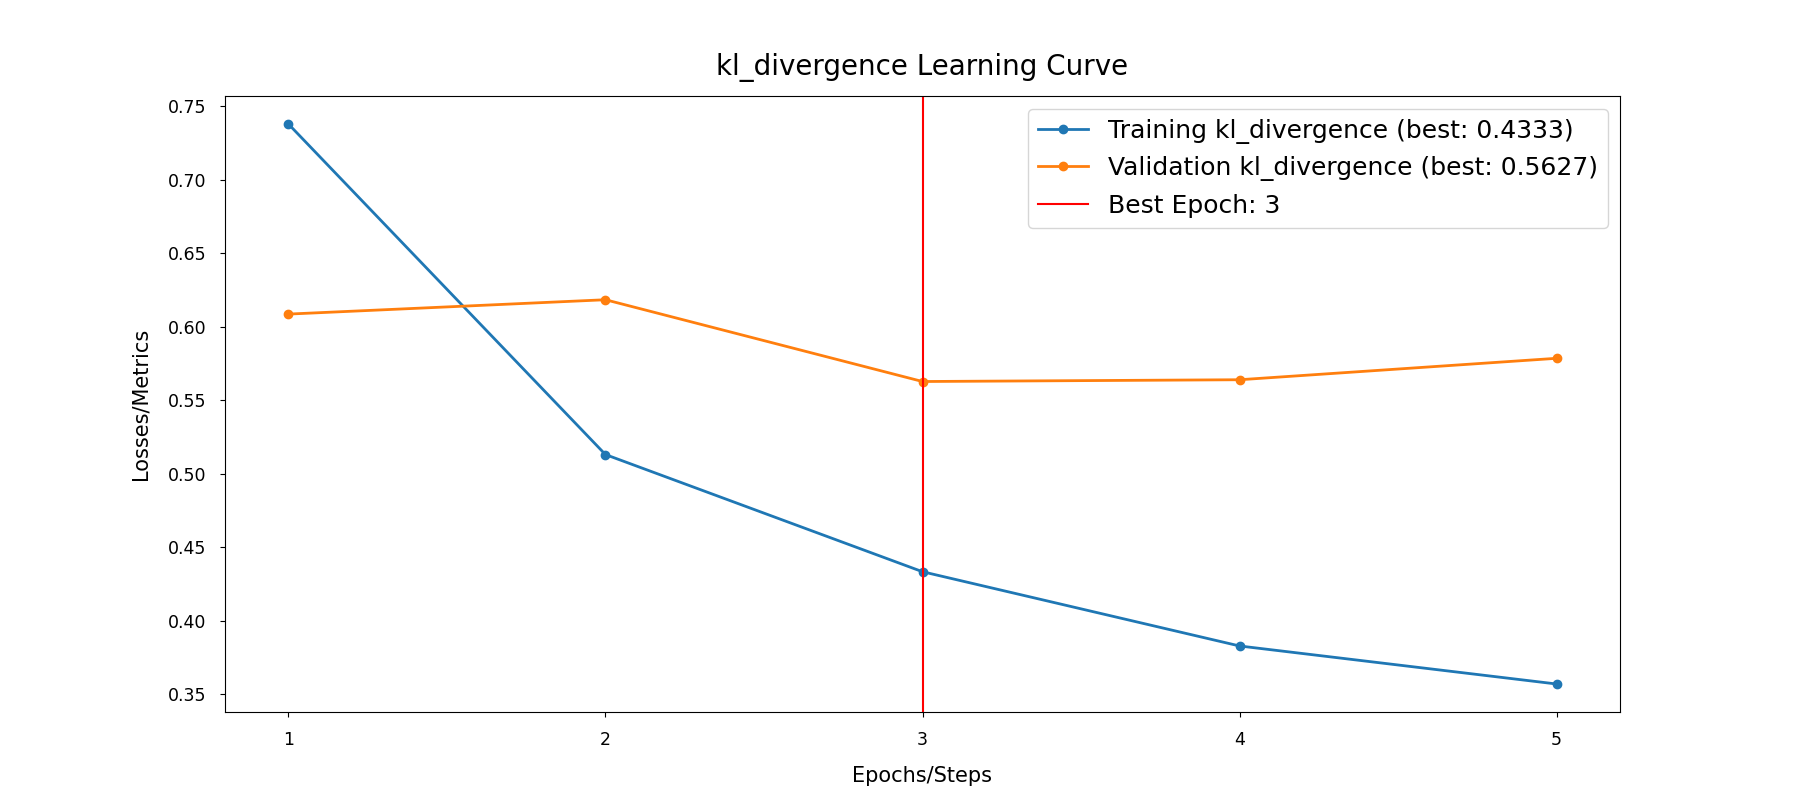 kl_divergence Learning Curve
Training kl_divergence (best: 0.4333)
Validation kl_divergence (best: 0.5627)
Best Epoch: 3
Losses/Metrics
0.75
0.70
0.65
0.60
0.55
0.50
0.45
0.40
0.35
1 2 3 4 5
Epochs/Steps